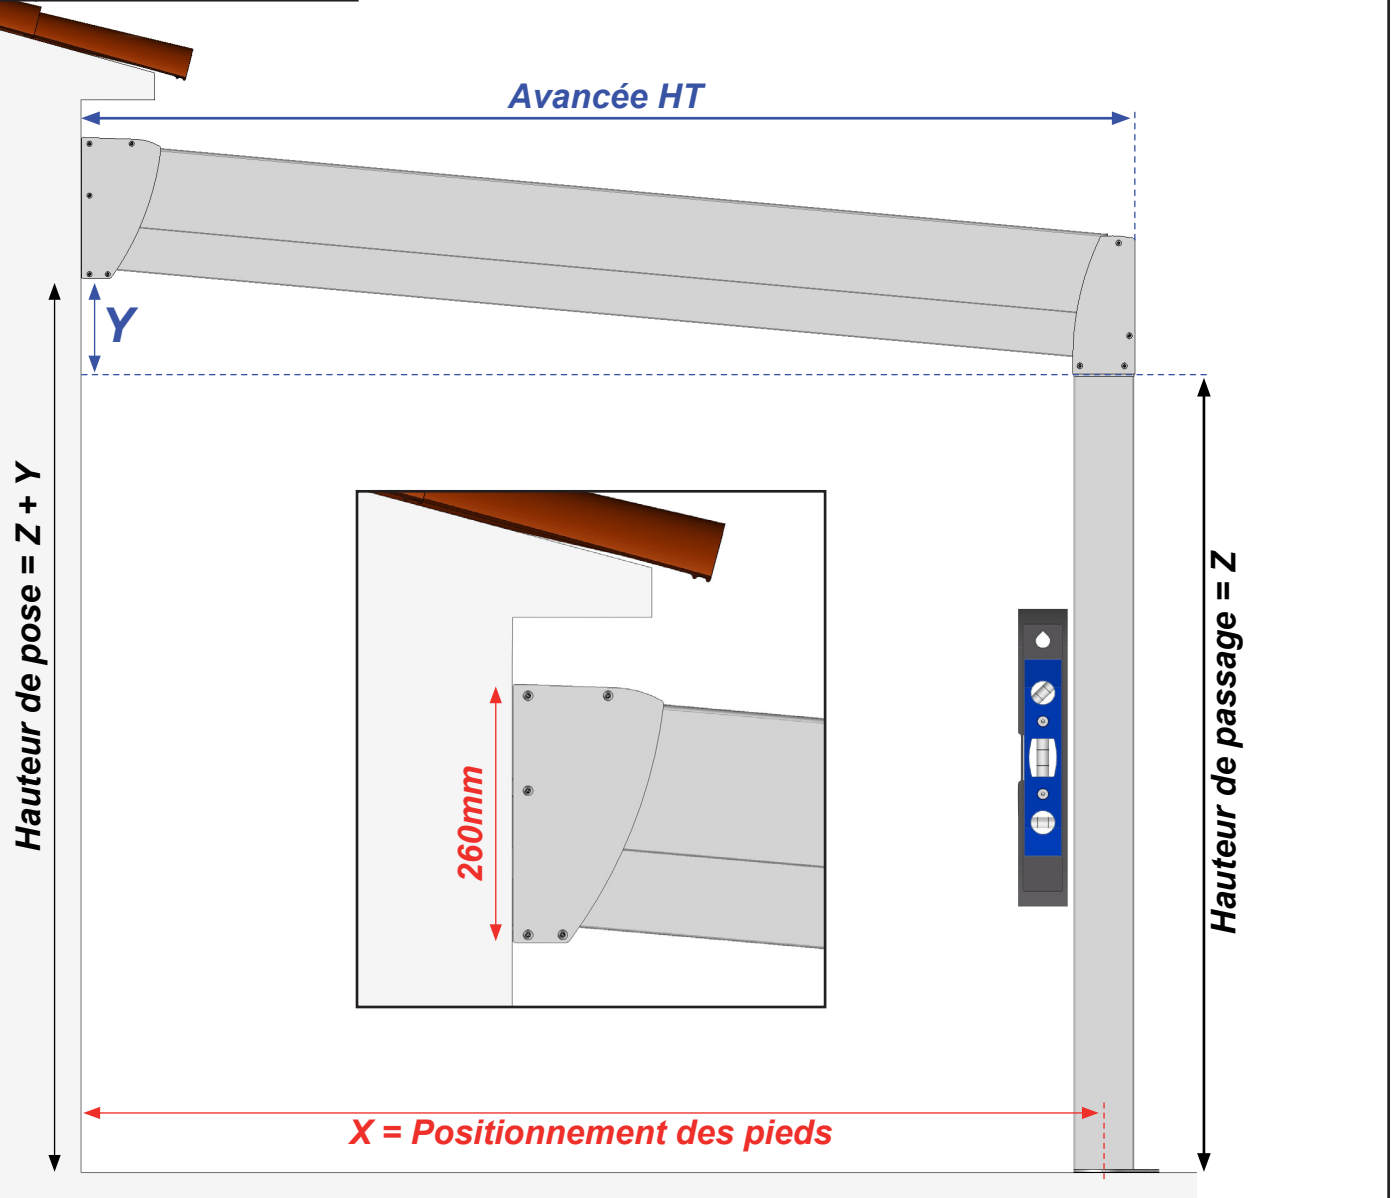 Avancée HT
Y
Hauteur de pose = Z + Y
260mm
Hauteur de passage = Z
X = Positionnement des pieds